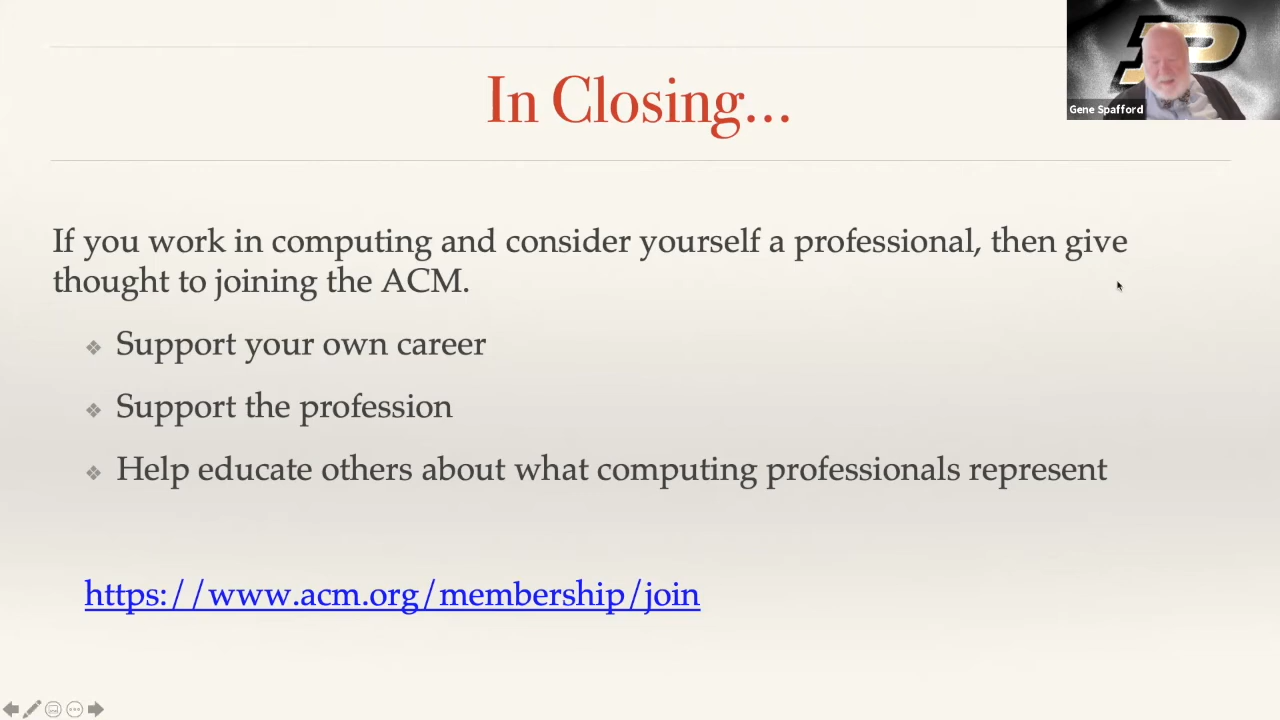 In Closing...
Gene Spafford
If you work in computing and consider yourself a professional, then give
thought to joining the ACM.
❖ Support your own career
❖ Support the profession
❖ Help educate others about what computing professionals represent
https://www.acm.org/membership/join